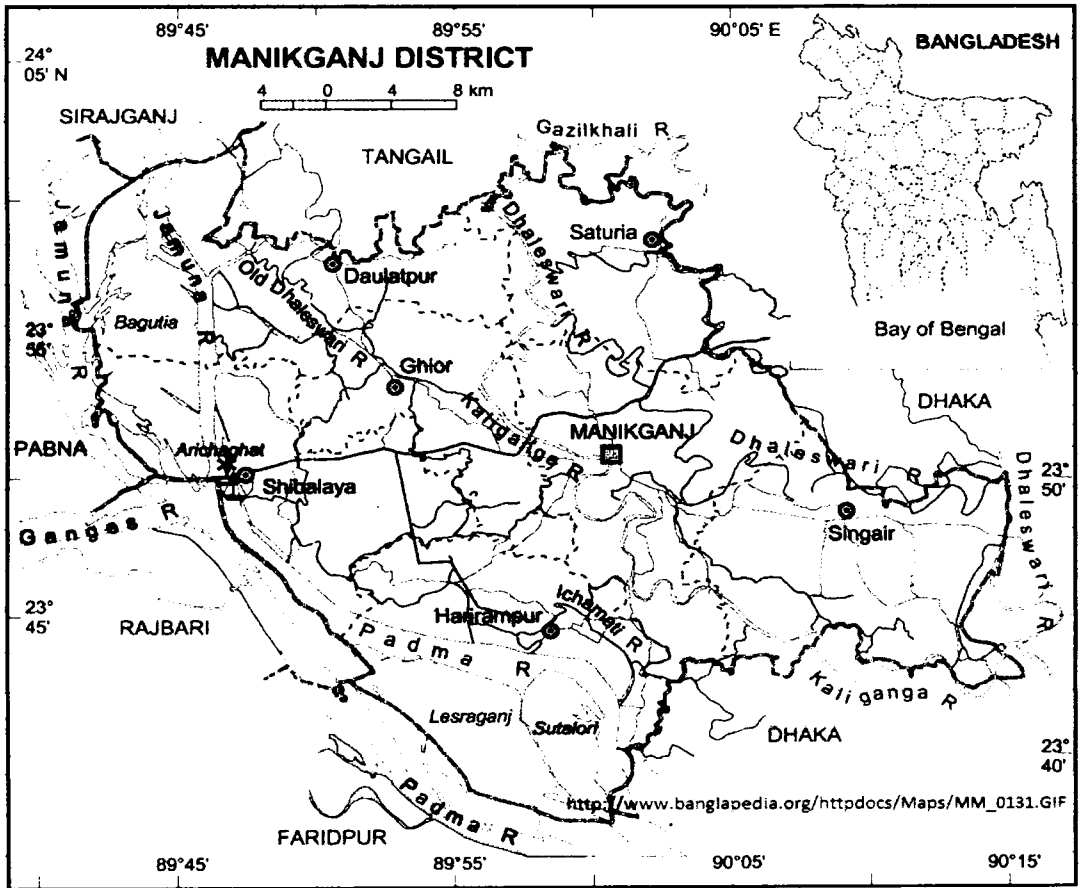 89°45'
89°55'
90°05' E
24°
05' N
MANIKGANJ DISTRICT
BANGLADESH
4 0 4 8 km
SIRAJGANJ
TANGAIL
Gazilkhali R
Jamuna R
Jamuna R
Dhaleswari R
Saturia
Old Dhaleswari R
Daulatpur
Bagutia
23°
55'
Bay of Bengal
Ghior
DHAKA
Kaliganga R
MANIKGANJ
Dhaleswari R
PABNA
Arichaghat
Shibalaya
23°
50'
Dhaleswari R
Singair
Gangas R
23°
45'
RAJBARI
Harirampur
Ichamati R
Padma R
Kaliganga R
Lesraganj
Sutalori
DHAKA
23°
40'
Padma R
http://www.banglapedia.org/httpdocs/Maps/MM_0131.GIF
FARIDPUR
89°45'
89°55'
90°05'
90°15'